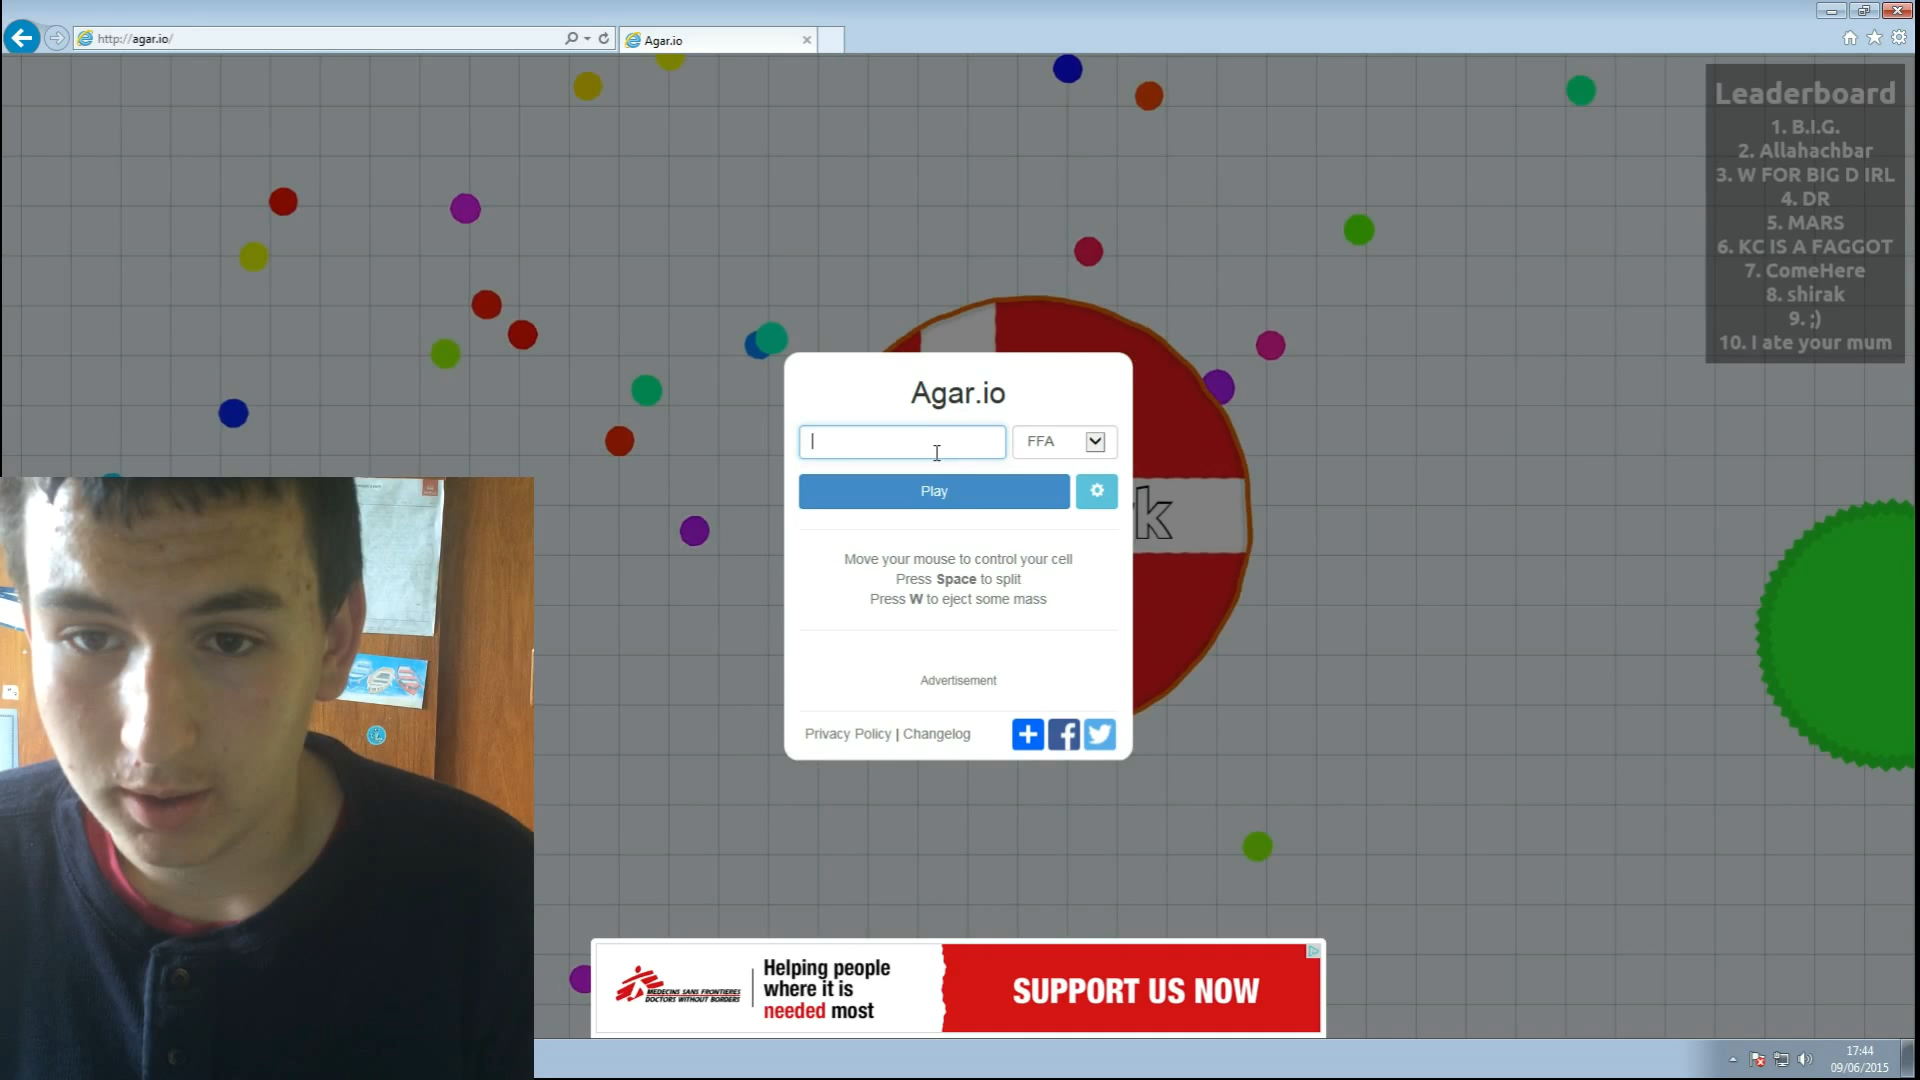 http://agar.io/
Agar.io
Leaderboard
1. B.I.G.
2. Allahachbar
3. W FOR BIG D IRL
4. DR
5. MARS
6. KC IS A FAGGOT
7. ComeHere
8. shirak
9. ;)
10. I ate your mum
Agar.io
FFA
Play
rk
Move your mouse to control your cell
Press Space to split
Press W to eject some mass
Advertisement
Privacy Policy | Changelog
MEDECINS SANS FRONTIERES
DOCTORS WITHOUT BORDERS
Helping people
where it is
needed most
SUPPORT US NOW
17:44
09/06/2015